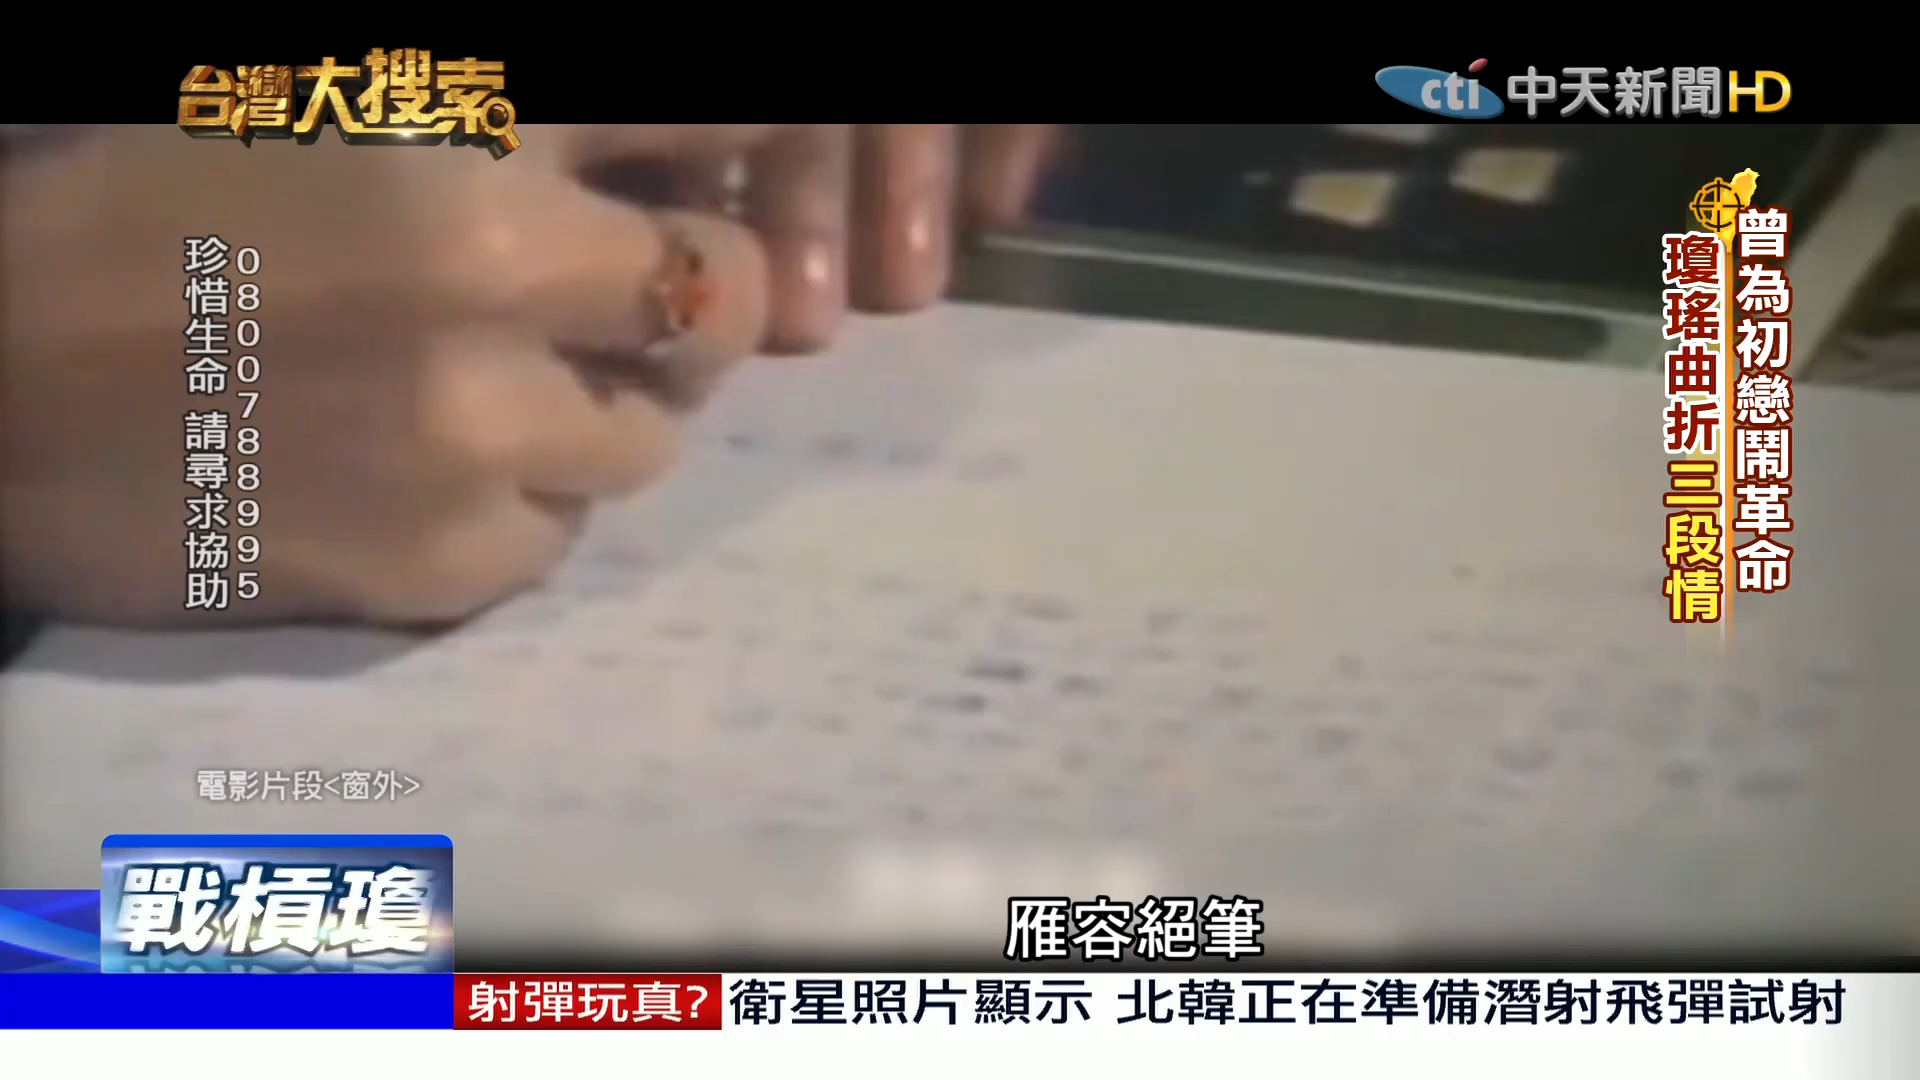 台灣大搜索
cti 中天新聞HD
曾為初戀鬧革命
瓊瑤曲折 三段情
珍惜生命 請尋求協助
0800788995
電影片段<窗外>
雁容絕筆
戰槓瓊
射彈玩真?
衛星照片顯示 北韓正在準備潛射飛彈試射